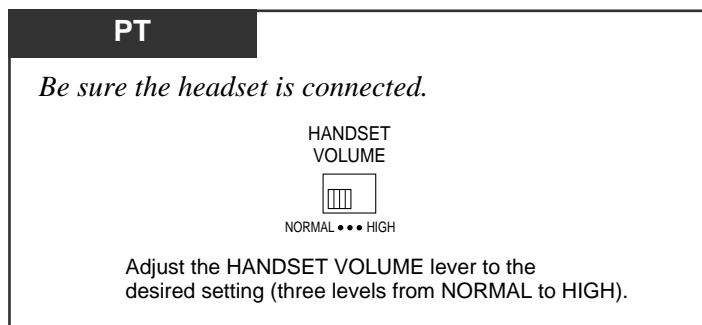 PT
Be sure the headset is connected.
HANDSET
VOLUME
NORMAL ••• HIGH
Adjust the HANDSET VOLUME lever to the
desired setting (three levels from NORMAL to HIGH).